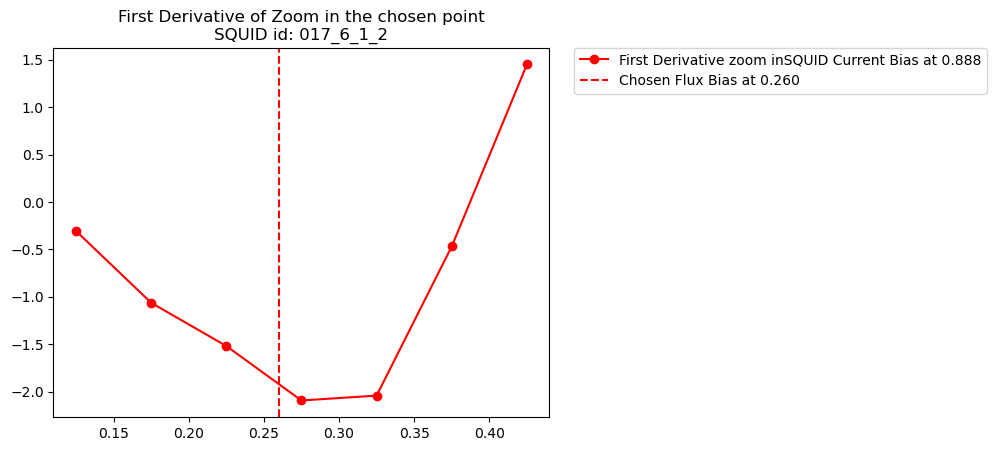 First Derivative of Zoom in the chosen point
SQUID id: 017_6_1_2
First Derivative zoom inSQUID Current Bias at 0.888
Chosen Flux Bias at 0.260
1.5
1.0
0.5
0.0
−0.5
−1.0
−1.5
−2.0
0.15 0.20 0.25 0.30 0.35 0.40